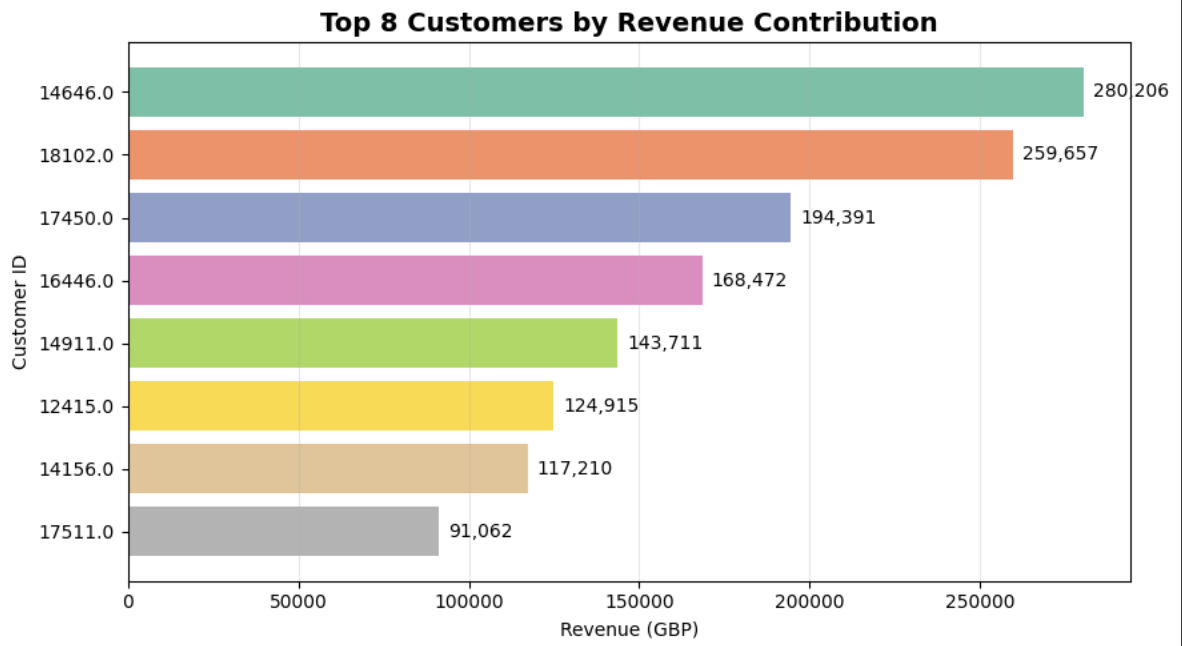 Top 8 Customers by Revenue Contribution
Customer ID
14646.0 280,206
18102.0 259,657
17450.0 194,391
16446.0 168,472
14911.0 143,711
12415.0 124,915
14156.0 117,210
17511.0 91,062
0 50000 100000 150000 200000 250000
Revenue (GBP)